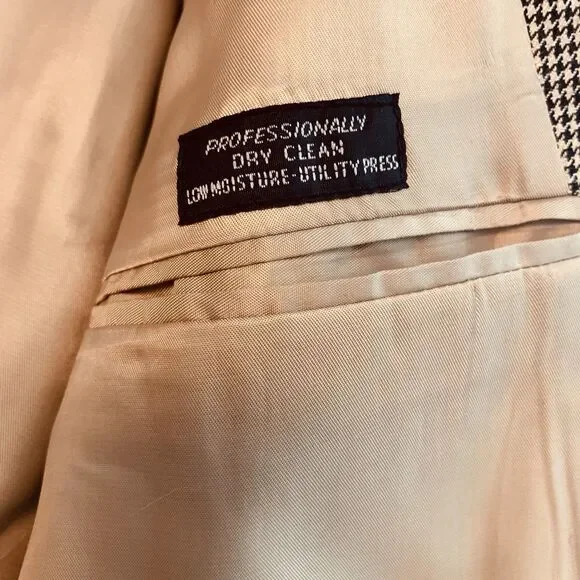 PROFESSIONALLY
DRY CLEAN
LOW MOISTURE-UTILITY PRESS